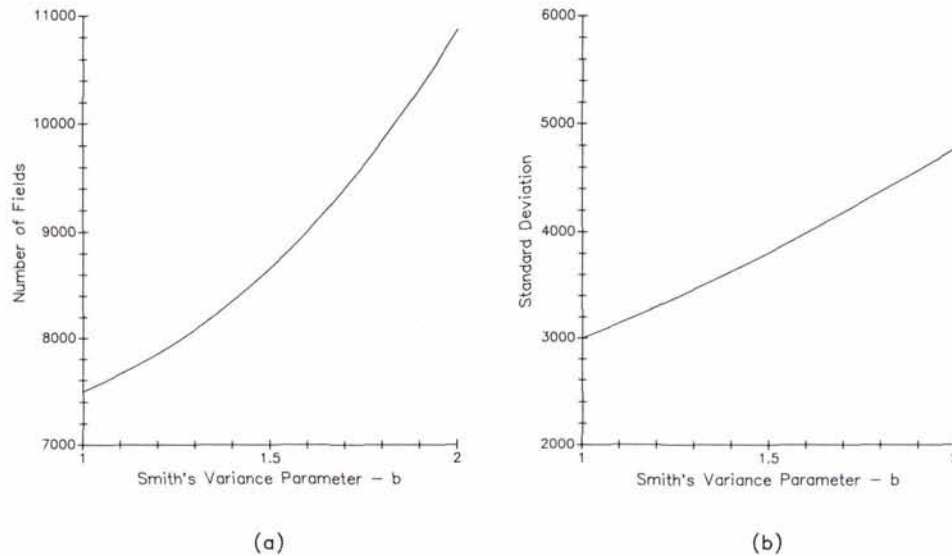 11000
10000
9000
8000
7000
Number of Fields
1
1.5
2
Smith's Variance Parameter – b
(a)
6000
5000
4000
3000
2000
Standard Deviation
1
1.5
Smith's Variance Parameter – b
(b)